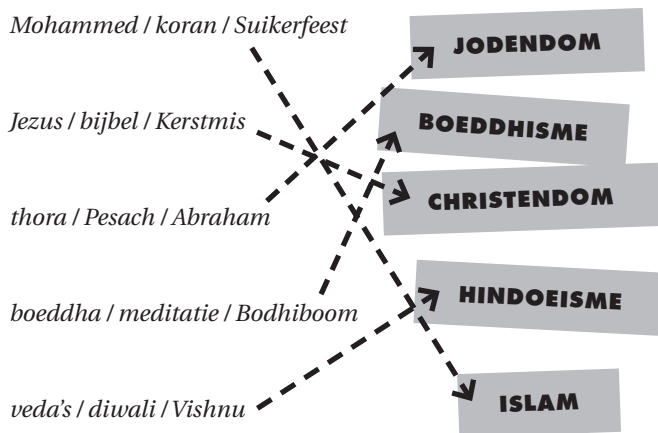 Mohammed / koran / Suikerfeest
Jezus / bijbel / Kerstmis
thora / Pesach / Abraham
boeddha / meditatie / Bodhiboom
veda's / diwali / Vishnu
JODENDOM
BOEDDHISME
CHRISTENDOM
HINDOEISME
ISLAM